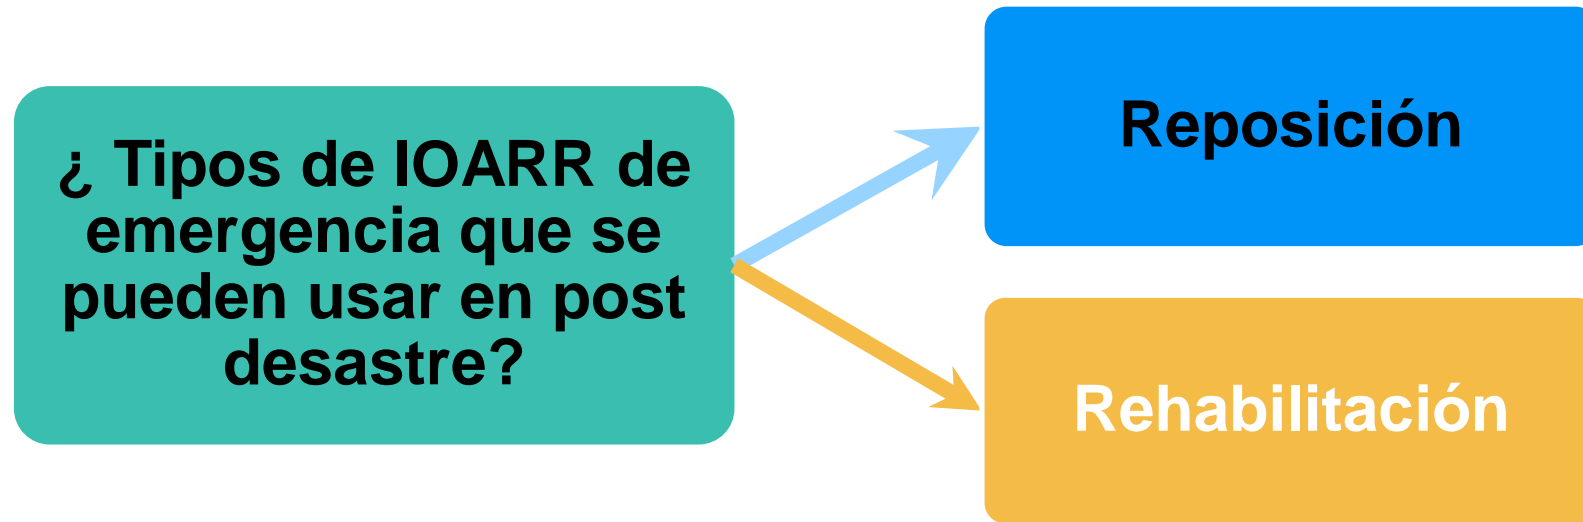 ¿ Tipos de IOARR de
emergencia que se
pueden usar en post
desastre?
Reposición
Rehabilitación